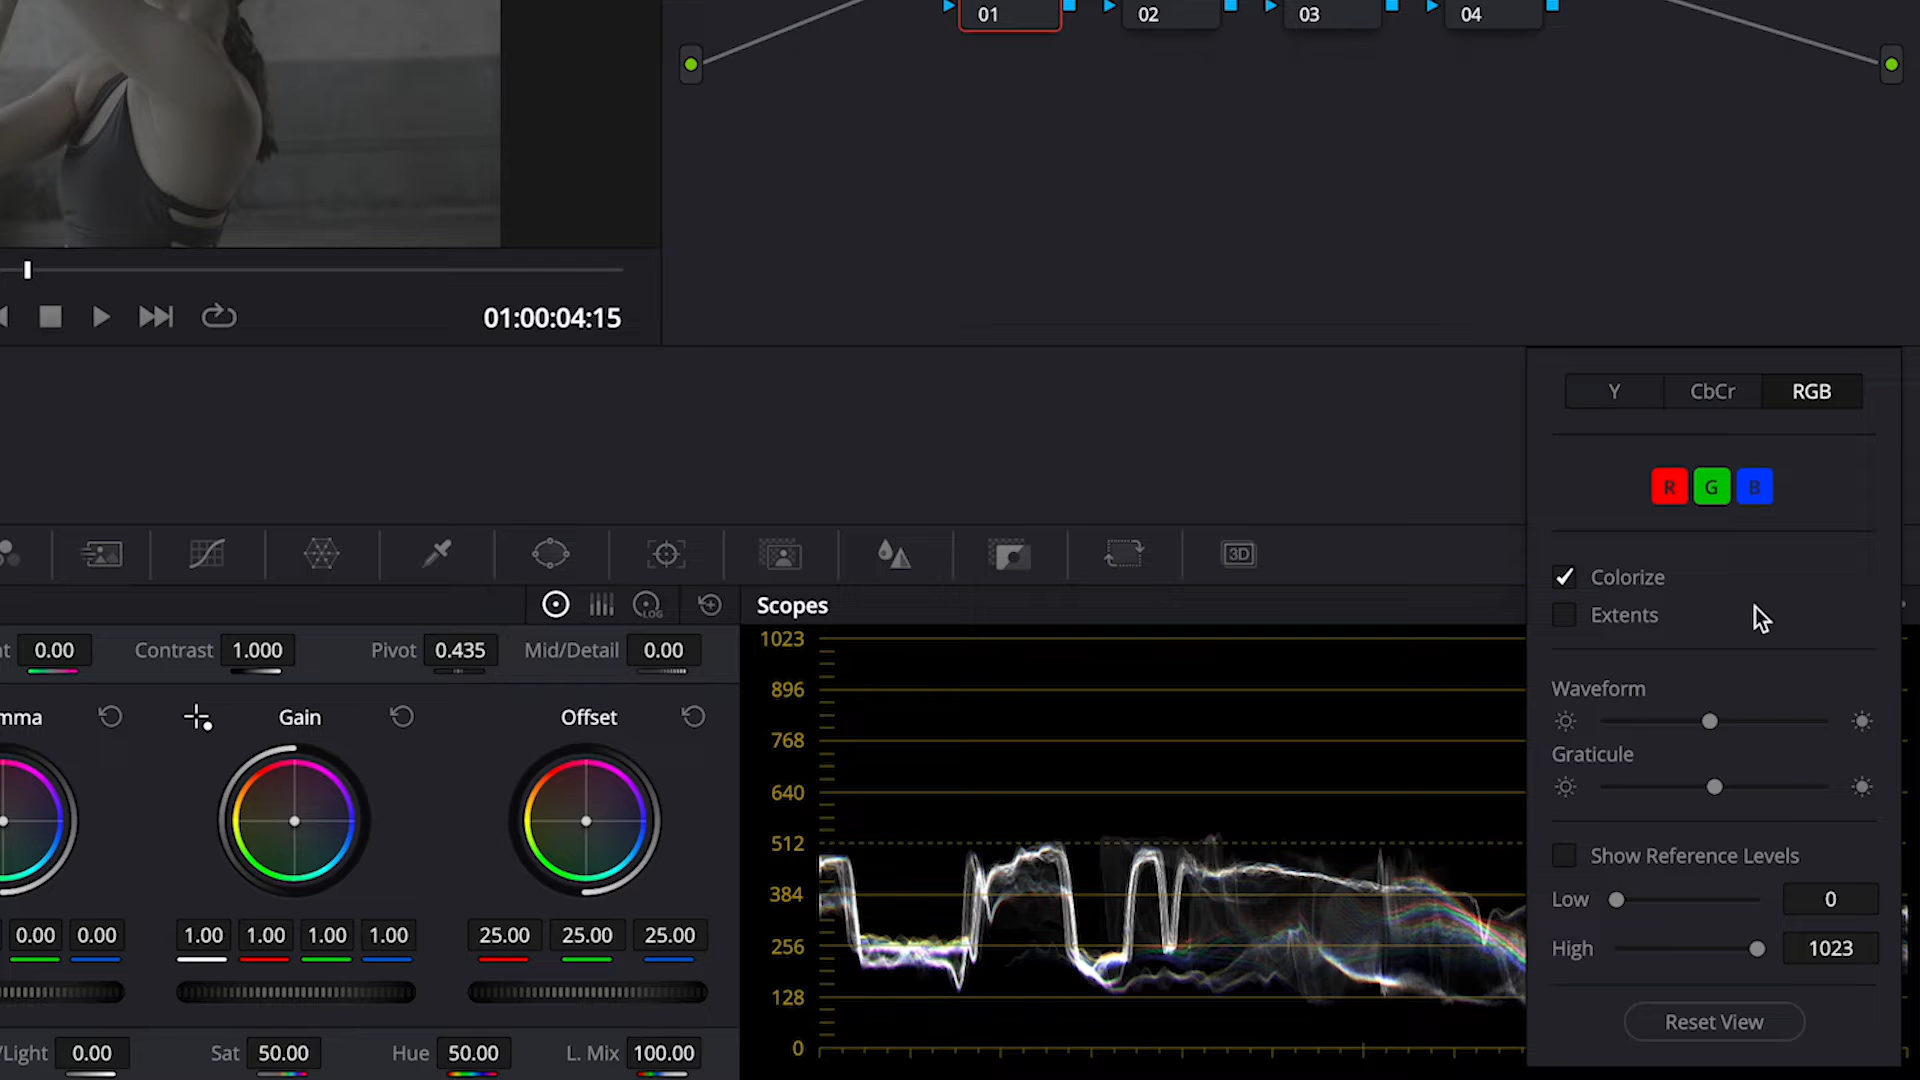 01 02 03 04
01:00:04:15
Y CbCr RGB
R G B
Colorize
Extents
Scopes
LOG
3D
0.00 Contrast 1.000 Pivot 0.435 Mid/Detail 0.00
Gain Offset
0.00 0.00 1.00 1.00 1.00 1.00 25.00 25.00 25.00
/Light 0.00 Sat 50.00 Hue 50.00 L. Mix 100.00
1023
896
768
640
512
384
256
128
0
Waveform
Graticule
Show Reference Levels
Low 0
High 1023
Reset View